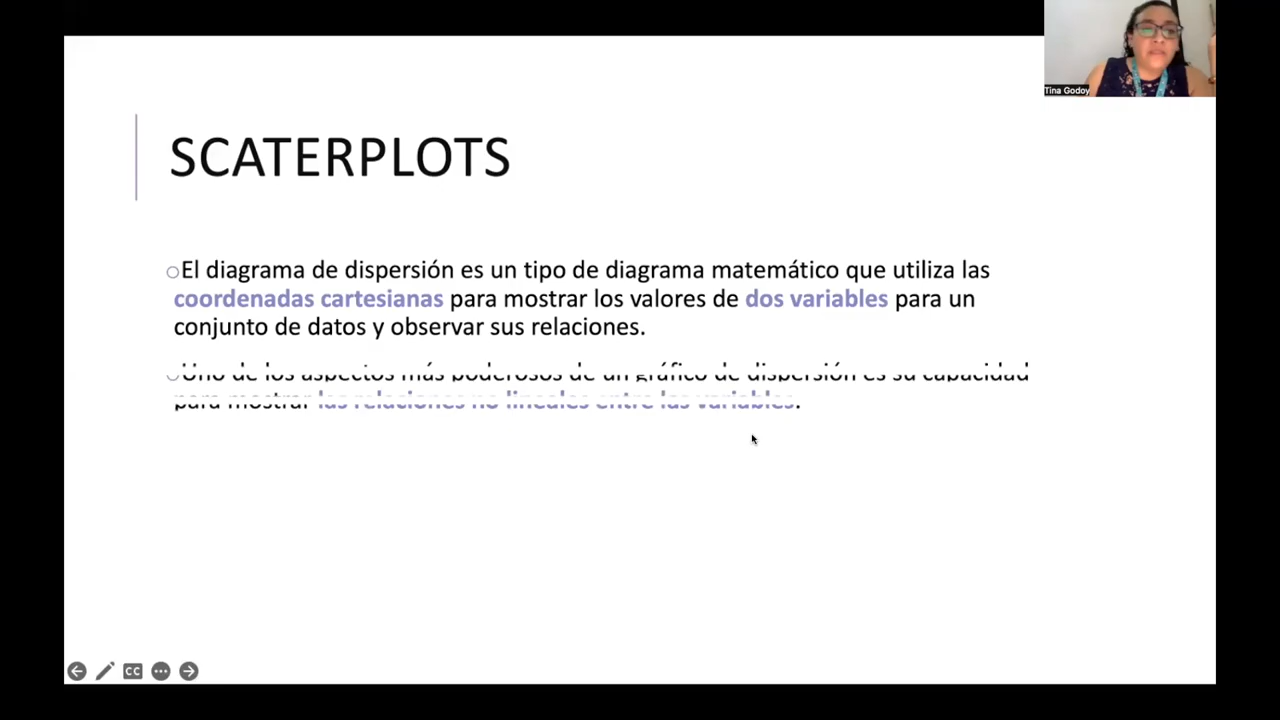 Tina Godoy
SCATERPLOTS
El diagrama de dispersión es un tipo de diagrama matemático que utiliza las
coordenadas cartesianas para mostrar los valores de dos variables para un
conjunto de datos y observar sus relaciones.
Uno de los aspectos más poderosos de un gráfico de dispersión es su capacidad
para mostrar las relaciones no lineales entre las variables.
CC